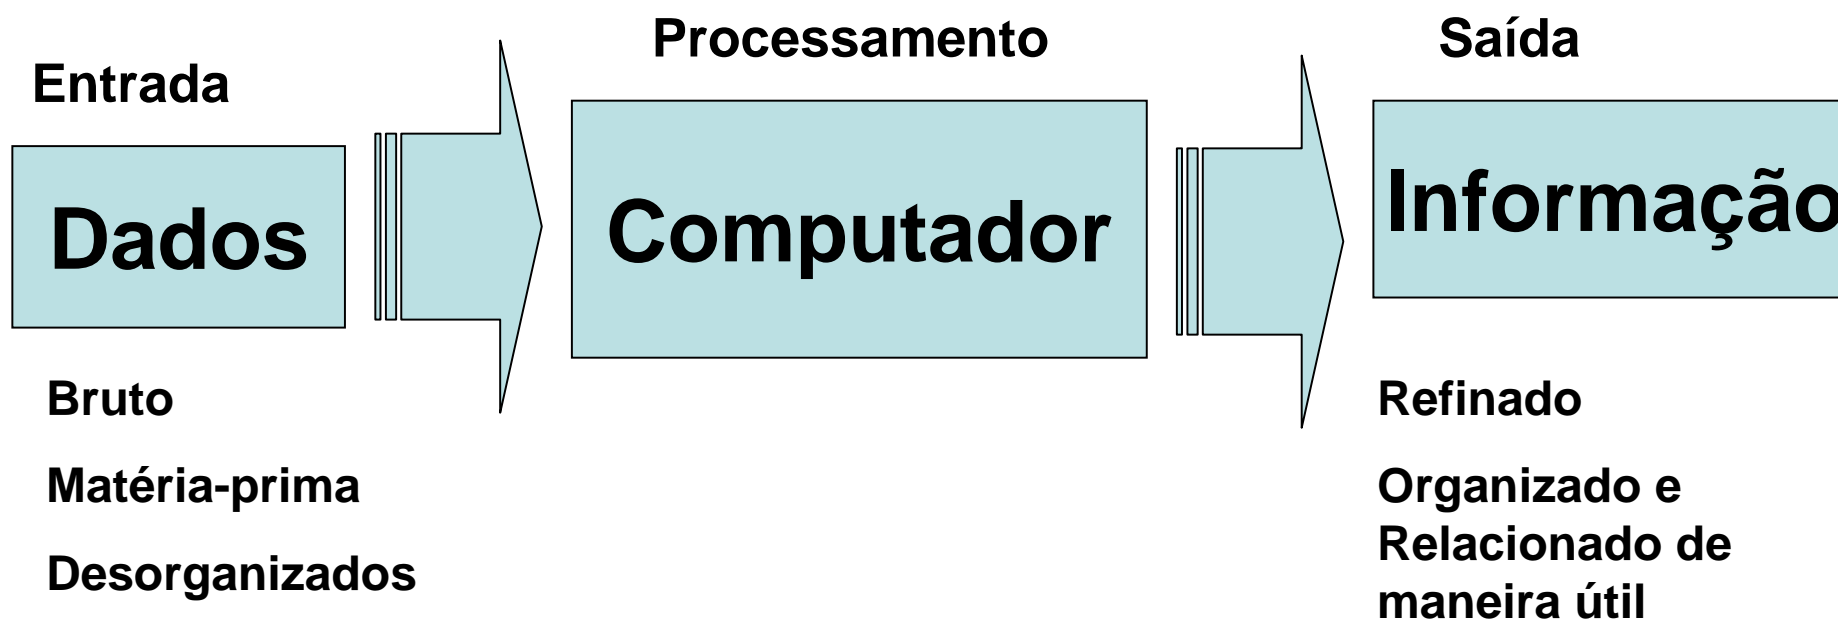 Entrada
Dados
Bruto
Matéria-prima
Desorganizados
Processamento
Computador
Saída
Informação
Refinado
Organizado e
Relacionado de
maneira útil